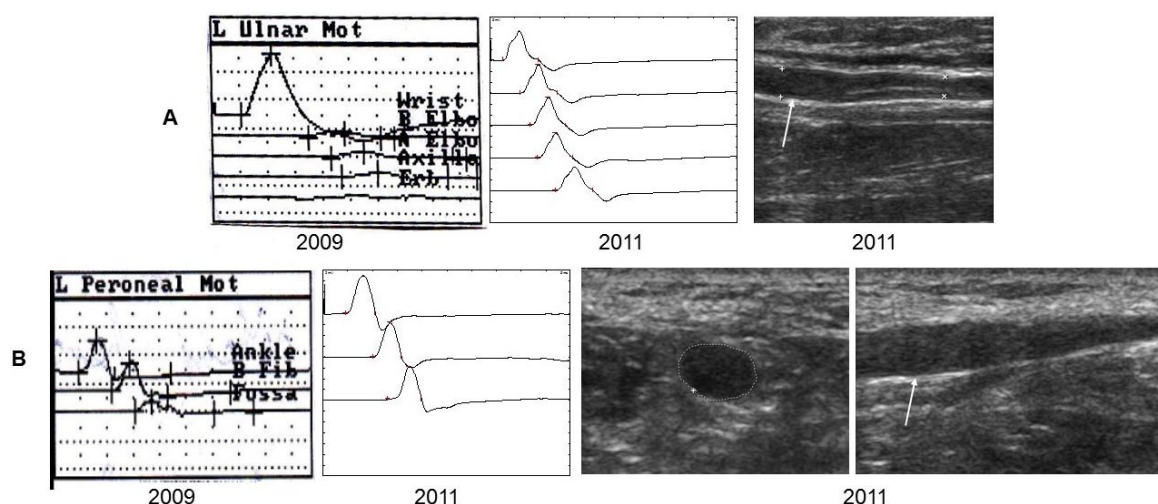 L Ulnar Mot
Wrist
B Elbo
A Elbo
Axilla
Erb
A
2009
2011
2011
L Peroneal Mot
Ankle
B Fib
Fossa
B
2009
2011
2011